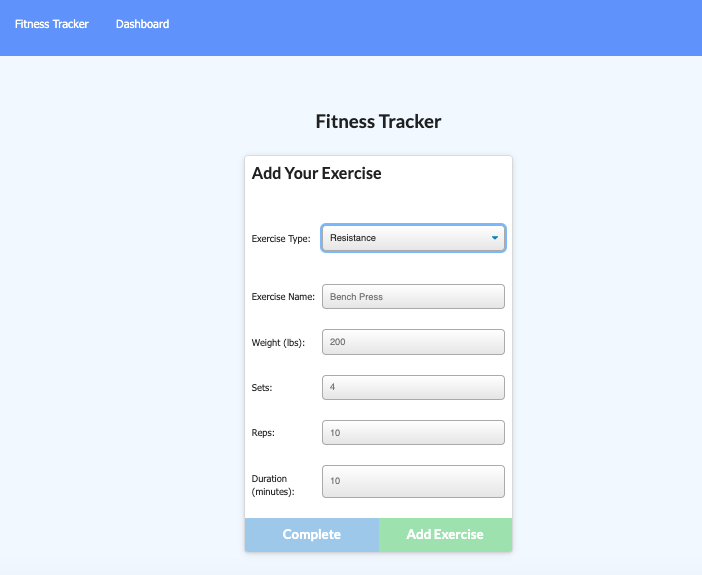 Fitness Tracker Dashboard
Fitness Tracker
Add Your Exercise
Exercise Type: Resistance
Exercise Name: Bench Press
Weight (lbs): 200
Sets: 4
Reps: 10
Duration (minutes): 10
Complete Add Exercise